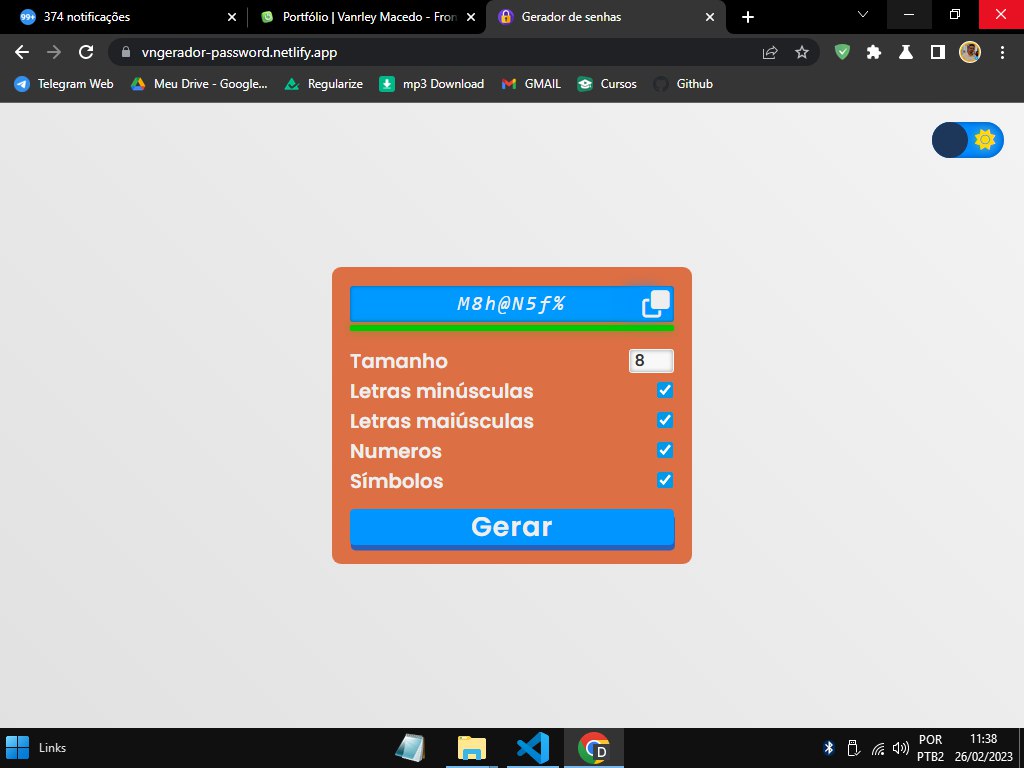 99+ 374 notificações
Portfólio | Vanrley Macedo - Fron
Gerador de senhas
vngerador-password.netlify.app
Telegram Web
Meu Drive - Google...
Regularize
mp3 Download
GMAIL
Cursos
Github
M8h@N5f%
Tamanho 8
Letras minúsculas
Letras maiúsculas
Numeros
Símbolos
Gerar
Links
D
POR
PTB2
11:38
26/02/2023